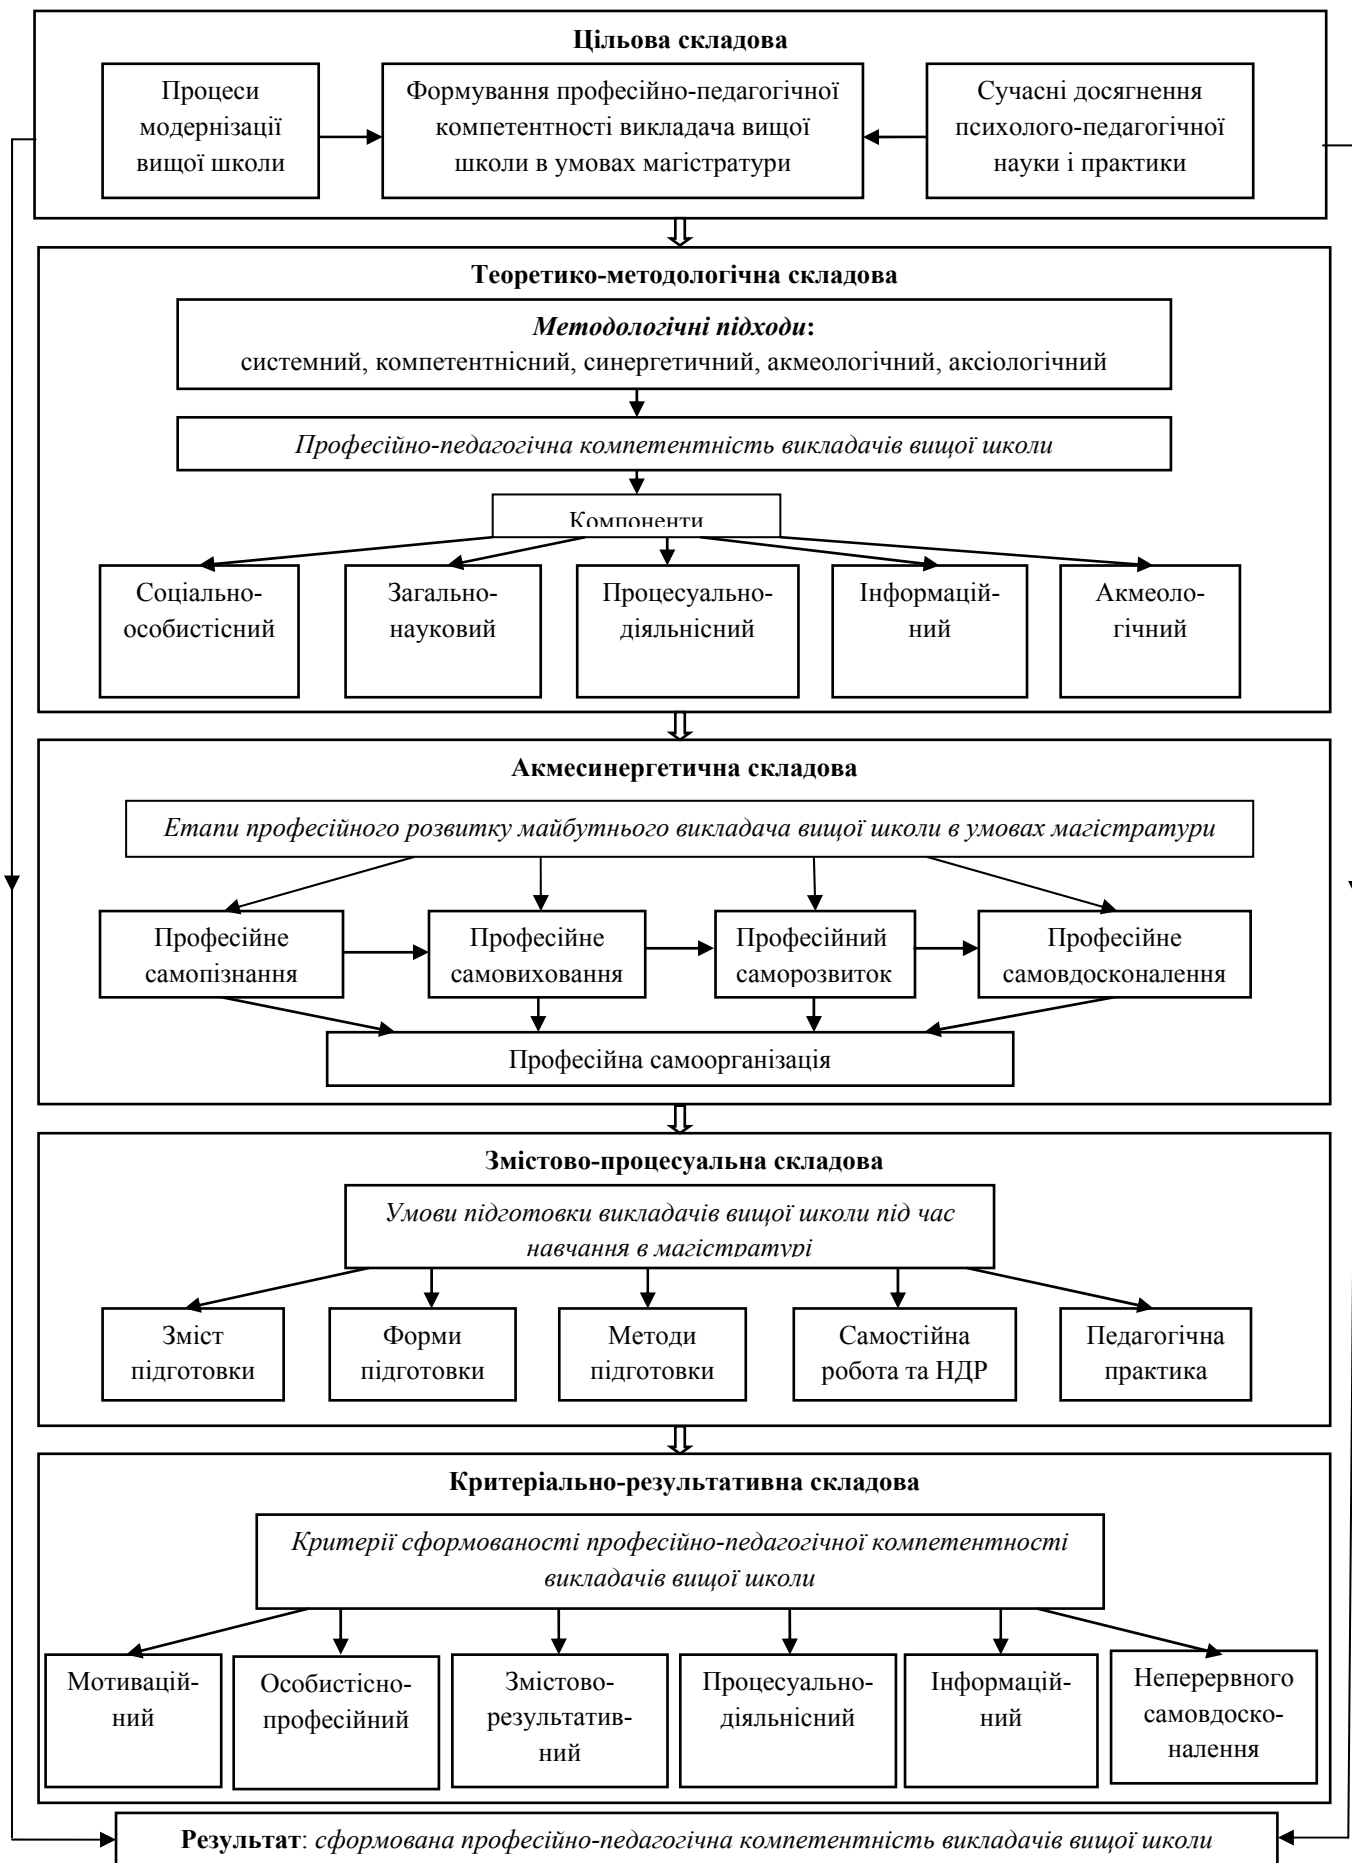 Цільова складова
Процеси
модернізації
вищої школи
Формування професійно-педагогічної
компетентності викладача вищої
школи в умовах магістратури
Сучасні досягнення
психолого-педагогічної
науки і практики
Теоретико-методологічна складова
Методологічні підходи:
системний, компетентнісний, синергетичний, акмеологічний, аксіологічний
Професійно-педагогічна компетентність викладачів вищої школи
Компоненти
Соціально-
особистісний
Загально-
науковий
Процесуально-
діяльнісний
Інформацій-
ний
Акмеоло-
гічний
Акмесинергетична складова
Етапи професійного розвитку майбутнього викладача вищої школи в умовах магістратури
Професійне
самопізнання
Професійне
самовиховання
Професійний
саморозвиток
Професійне
самовдосконалення
Професійна самоорганізація
Змістово-процесуальна складова
Умови підготовки викладачів вищої школи під час
навчання в магістратурі
Зміст
підготовки
Форми
підготовки
Методи
підготовки
Самостійна
робота та НДР
Педагогічна
практика
Критеріально-результативна складова
Критерії сформованості професійно-педагогічної компетентності
викладачів вищої школи
Мотивацій-
ний
Особистісно-
професійний
Змістово-
результатив-
ний
Процесуально-
діяльнісний
Інформацій-
ний
Неперервного
самовдоско-
налення
Результат: сформована професійно-педагогічна компетентність викладачів вищої школи